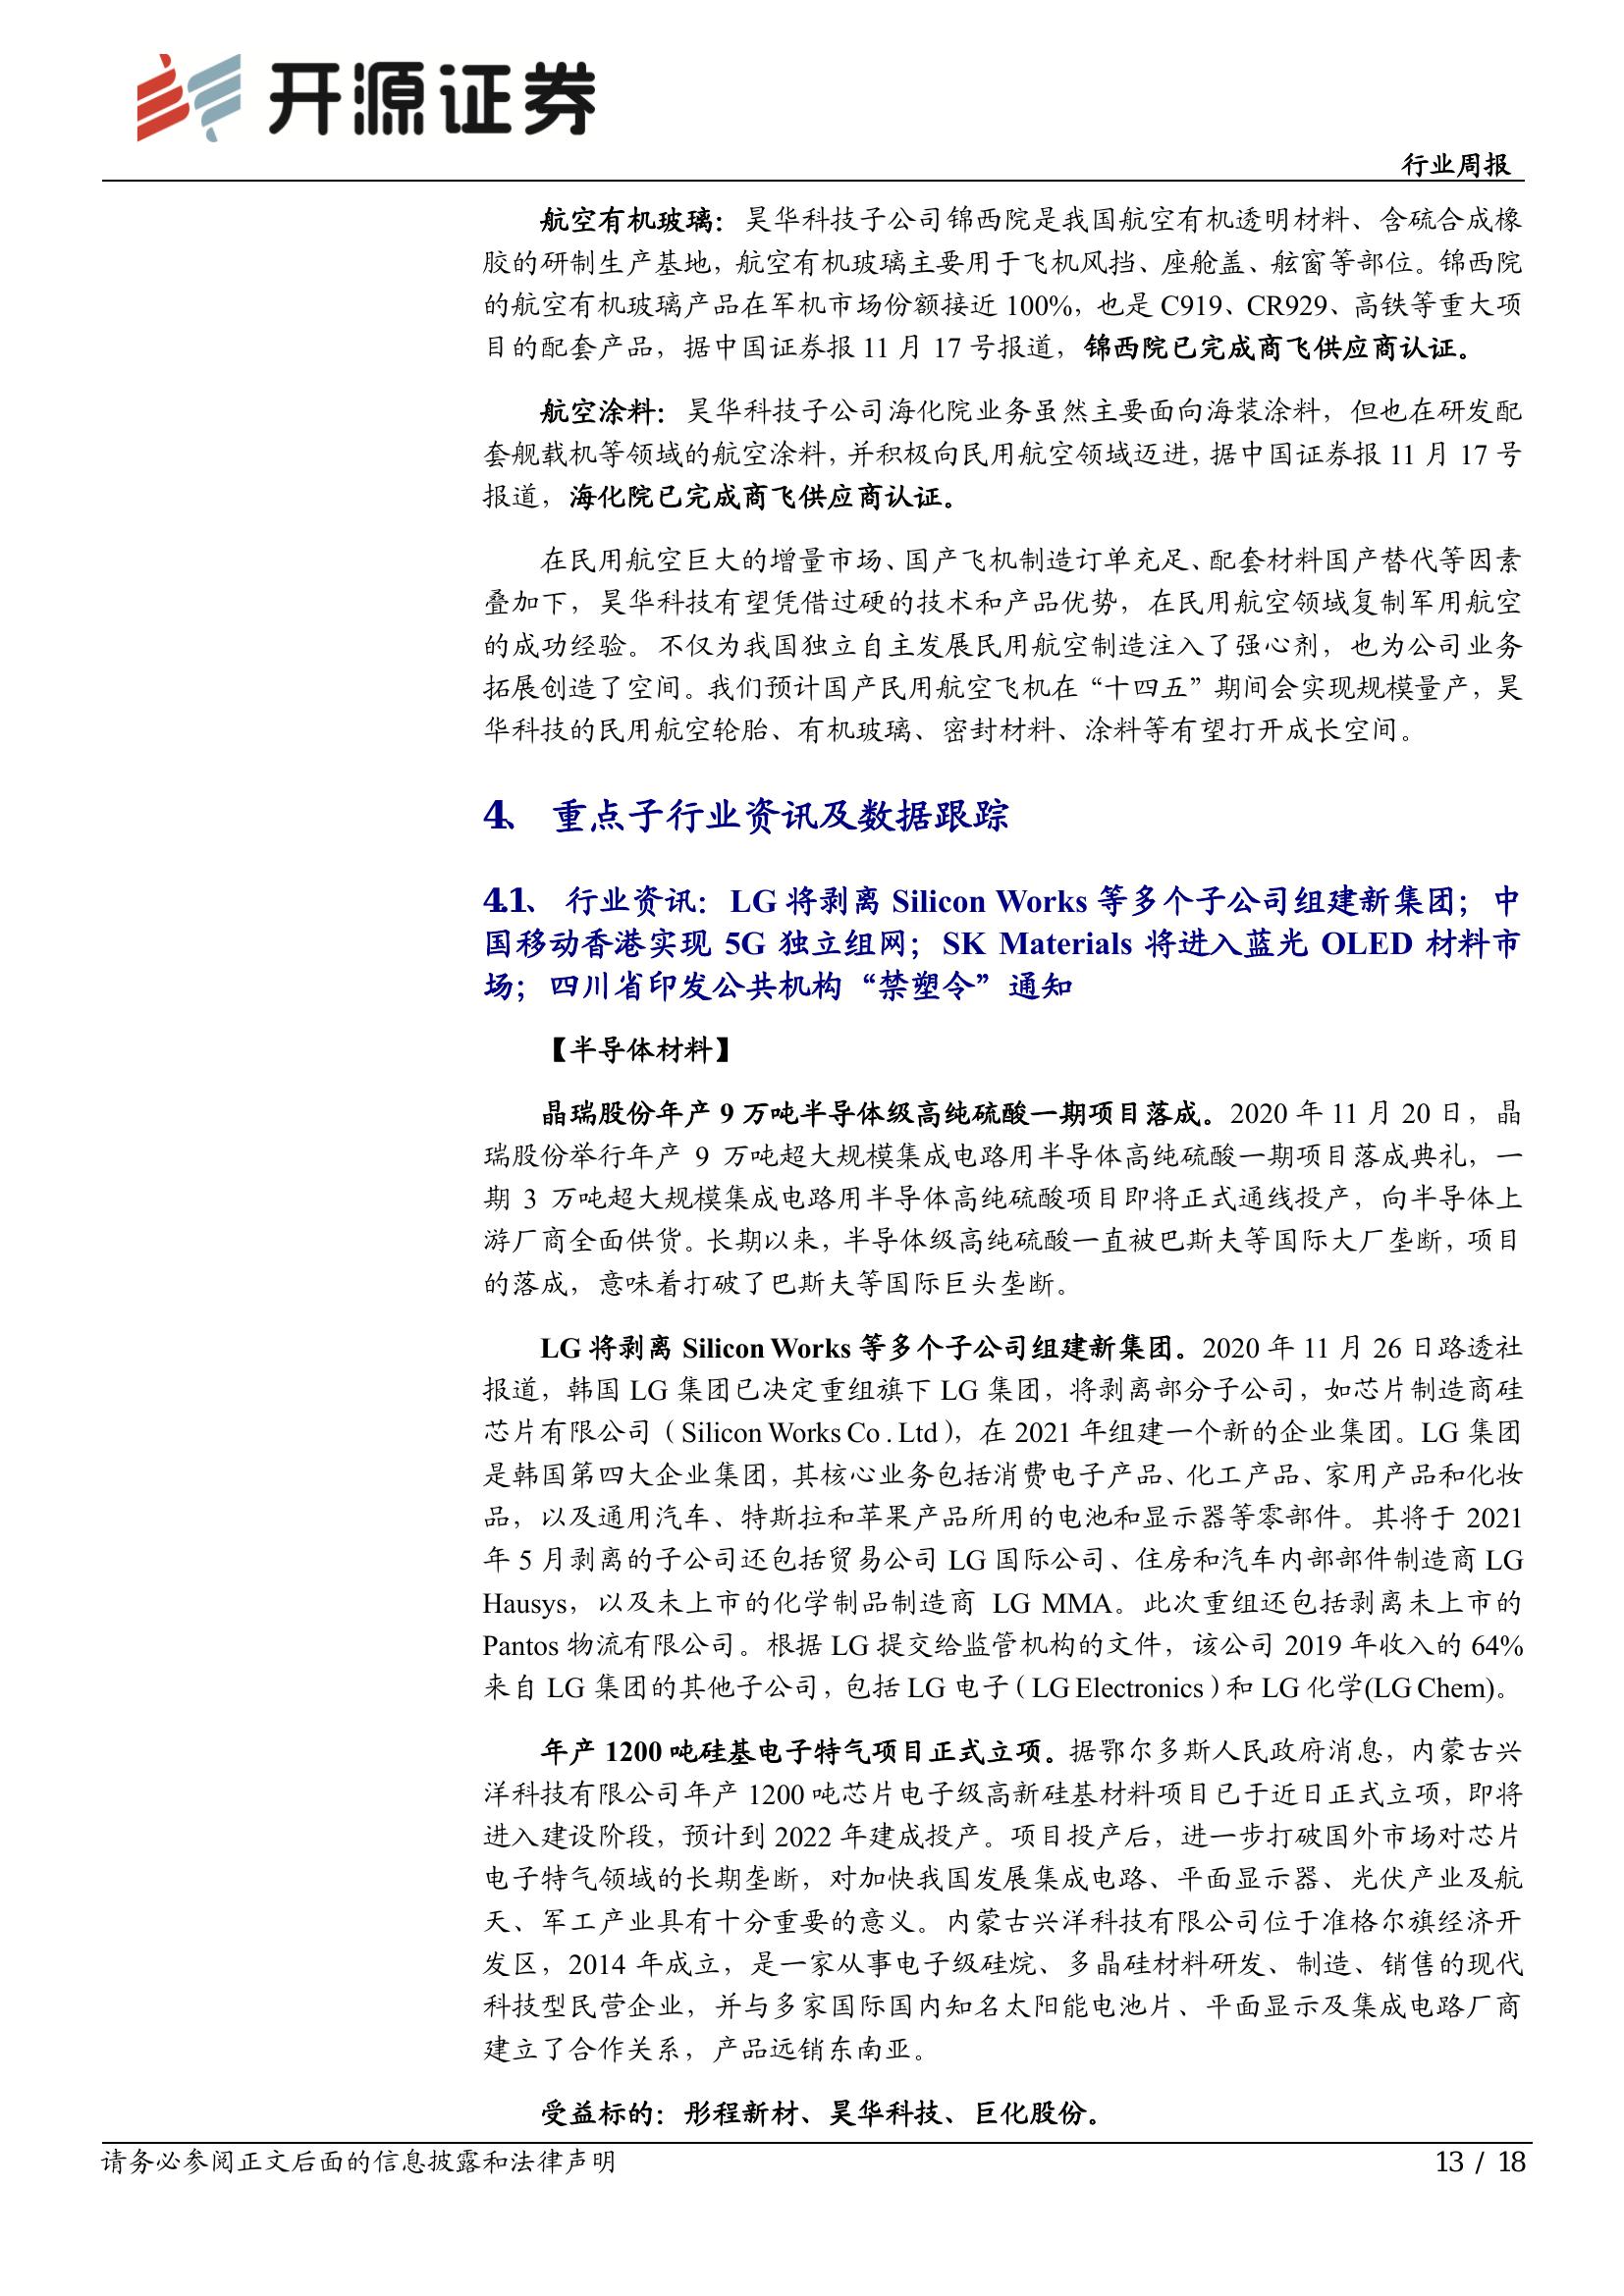 开源证券
行业周报
航空有机玻璃：昊华科技子公司锦西院是我国航空有机透明材料、含硫合成橡
胶的研制生产基地，航空有机玻璃主要用于飞机风挡、座舱盖、舷窗等部位。锦西院
的航空有机玻璃产品在军机市场份额接近 100%，也是 C919、CR929、高铁等重大项
目的配套产品，据中国证券报 11 月 17 号报道，锦西院已完成商飞供应商认证。
航空涂料：昊华科技子公司海化院业务虽然主要面向海装涂料，但也在研发配
套舰载机等领域的航空涂料，并积极向民用航空领域迈进，据中国证券报 11 月 17 号
报道，海化院已完成商飞供应商认证。
在民用航空巨大的增量市场、国产飞机制造订单充足、配套材料国产替代等因素
叠加下，昊华科技有望凭借过硬的技术和产品优势，在民用航空领域复制军用航空
的成功经验。不仅为我国独立自主发展民用航空制造注入了强心剂，也为公司业务
拓展创造了空间。我们预计国产民用航空飞机在“十四五”期间会实现规模量产，昊
华科技的民用航空轮胎、有机玻璃、密封材料、涂料等有望打开成长空间。
4、 重点子行业资讯及数据跟踪
4.1、 行业资讯：LG 将剥离 Silicon Works 等多个子公司组建新集团；中
国移动香港实现 5G 独立组网；SK Materials 将进入蓝光 OLED 材料市
场；四川省印发公共机构“禁塑令”通知
【半导体材料】
晶瑞股份年产 9 万吨半导体级高纯硫酸一期项目落成。2020 年 11 月 20 日，晶
瑞股份举行年产 9 万吨超大规模集成电路用半导体高纯硫酸一期项目落成典礼，一
期 3 万吨超大规模集成电路用半导体高纯硫酸项目即将正式通线投产，向半导体上
游厂商全面供货。长期以来，半导体级高纯硫酸一直被巴斯夫等国际大厂垄断，项目
的落成，意味着打破了巴斯夫等国际巨头垄断。
LG 将剥离 Silicon Works 等多个子公司组建新集团。2020 年 11 月 26 日路透社
报道，韩国 LG 集团已决定重组旗下 LG 集团，将剥离部分子公司，如芯片制造商硅
芯片有限公司（Silicon Works Co . Ltd），在 2021 年组建一个新的企业集团。LG 集团
是韩国第四大企业集团，其核心业务包括消费电子产品、化工产品、家用产品和化妆
品，以及通用汽车、特斯拉和苹果产品所用的电池和显示器等零部件。其将于 2021
年 5 月剥离的子公司还包括贸易公司 LG 国际公司、住房和汽车内部部件制造商 LG
Hausys，以及未上市的化学制品制造商 LG MMA。此次重组还包括剥离未上市的
Pantos 物流有限公司。根据 LG 提交给监管机构的文件，该公司 2019 年收入的 64%
来自 LG 集团的其他子公司，包括 LG 电子（LG Electronics）和 LG 化学(LG Chem)。
年产 1200 吨硅基电子特气项目正式立项。据鄂尔多斯人民政府消息，内蒙古兴
洋科技有限公司年产 1200 吨芯片电子级高新硅基材料项目已于近日正式立项，即将
进入建设阶段，预计到 2022 年建成投产。项目投产后，进一步打破国外市场对芯片
电子特气领域的长期垄断，对加快我国发展集成电路、平面显示器、光伏产业及航
天、军工产业具有十分重要的意义。内蒙古兴洋科技有限公司位于准格尔旗经济开
发区，2014 年成立，是一家从事电子级硅烷、多晶硅材料研发、制造、销售的现代
科技型民营企业，并与多家国际国内知名太阳能电池片、平面显示及集成电路厂商
建立了合作关系，产品远销东南亚。
受益标的：彤程新材、昊华科技、巨化股份。
请务必参阅正文后面的信息披露和法律声明
13 / 18